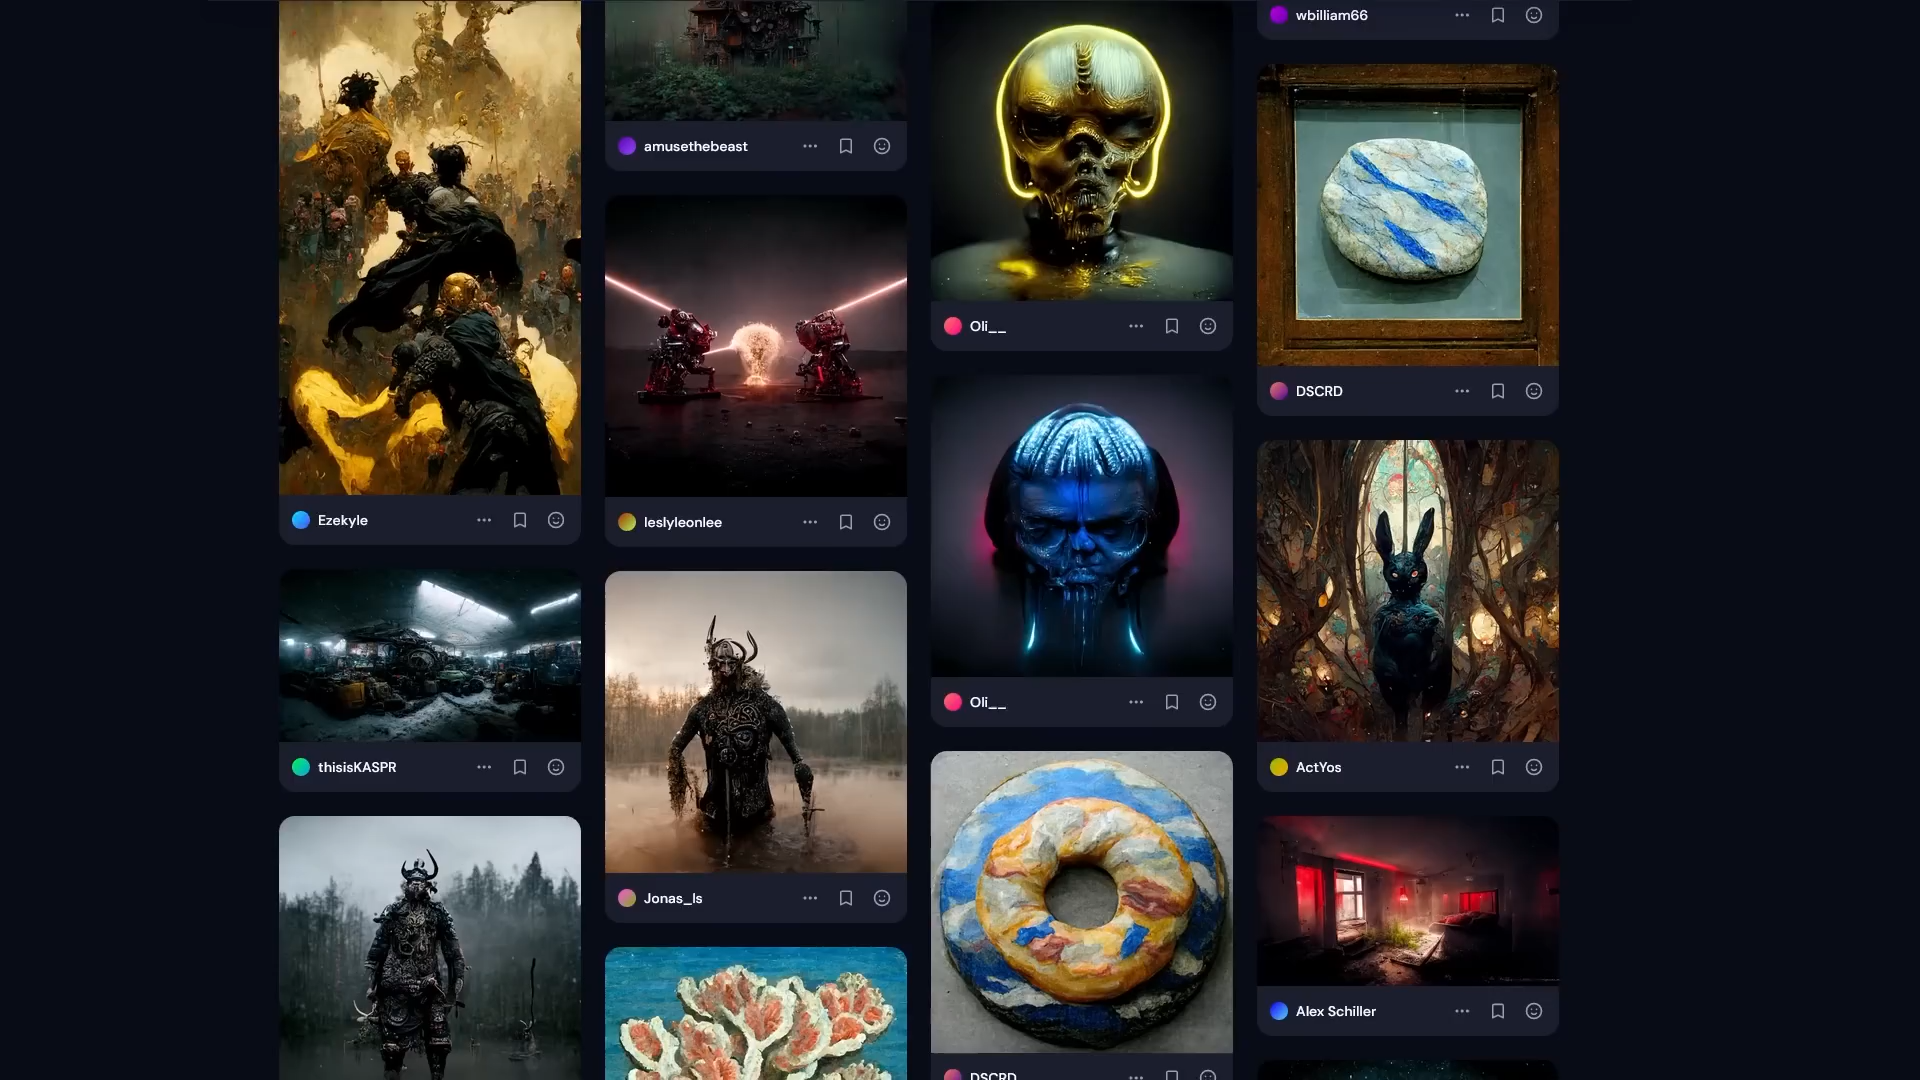 Ezekyle
thisisKASPR
amusethebeast
leslyleonlee
Jonas_ls
Oli__
Oli__
DSCRD
wbilliam66
DSCRD
ActYos
Alex Schiller